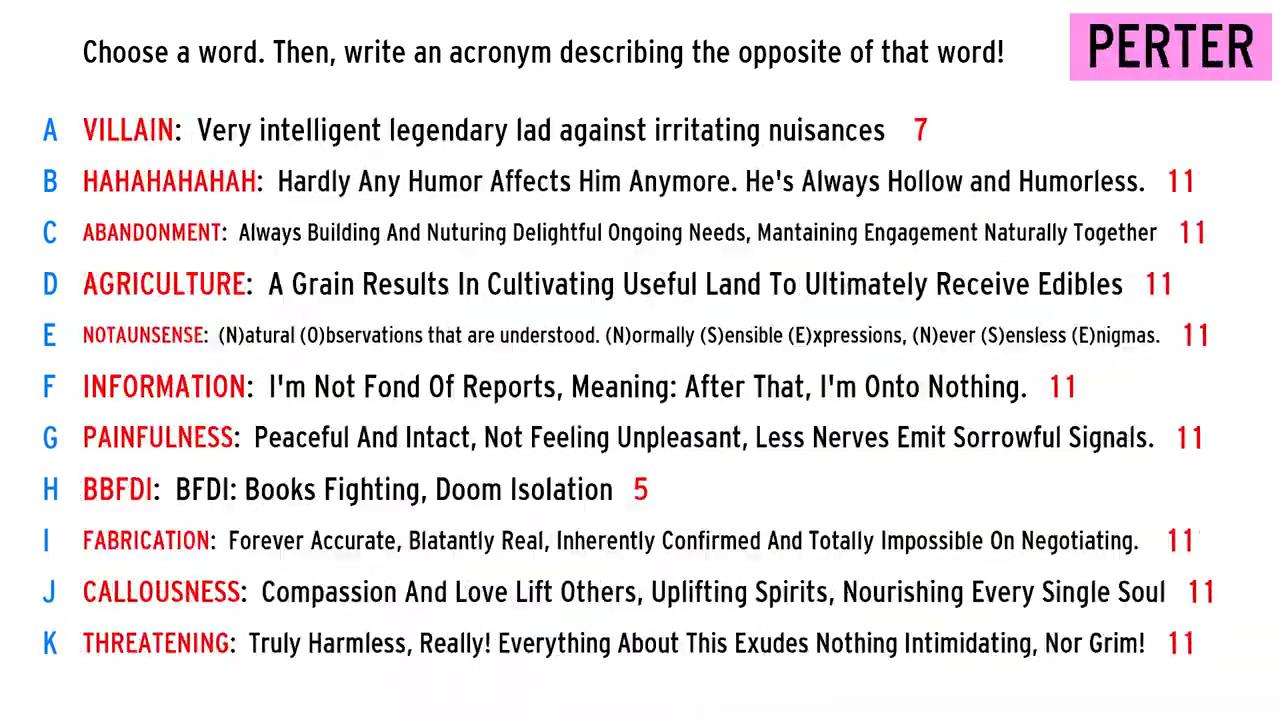 Choose a word. Then, write an acronym describing the opposite of that word!
PERTER
A VILLAIN: Very intelligent legendary lad against irritating nuisances 7
B HAHAHAHAHAH: Hardly Any Humor Affects Him Anymore. He's Always Hollow and Humorless. 11
C ABANDONMENT: Always Building And Nuturing Delightful Ongoing Needs, Mantaining Engagement Naturally Together 11
D AGRICULTURE: A Grain Results In Cultivating Useful Land To Ultimately Receive Edibles 11
E NOTAUNSENSE: (N)atural (O)bservations that are understood. (N)ormally (S)ensible (E)xpressions, (N)ever (S)ensless (E)nigmas. 11
F INFORMATION: I'm Not Fond Of Reports, Meaning: After That, I'm Onto Nothing. 11
G PAINFULNESS: Peaceful And Intact, Not Feeling Unpleasant, Less Nerves Emit Sorrowful Signals. 11
H BBFDI: BFDI: Books Fighting, Doom Isolation 5
I FABRICATION: Forever Accurate, Blatantly Real, Inherently Confirmed And Totally Impossible On Negotiating. 11
J CALLOUSNESS: Compassion And Love Lift Others, Uplifting Spirits, Nourishing Every Single Soul 11
K THREATENING: Truly Harmless, Really! Everything About This Exudes Nothing Intimidating, Nor Grim! 11